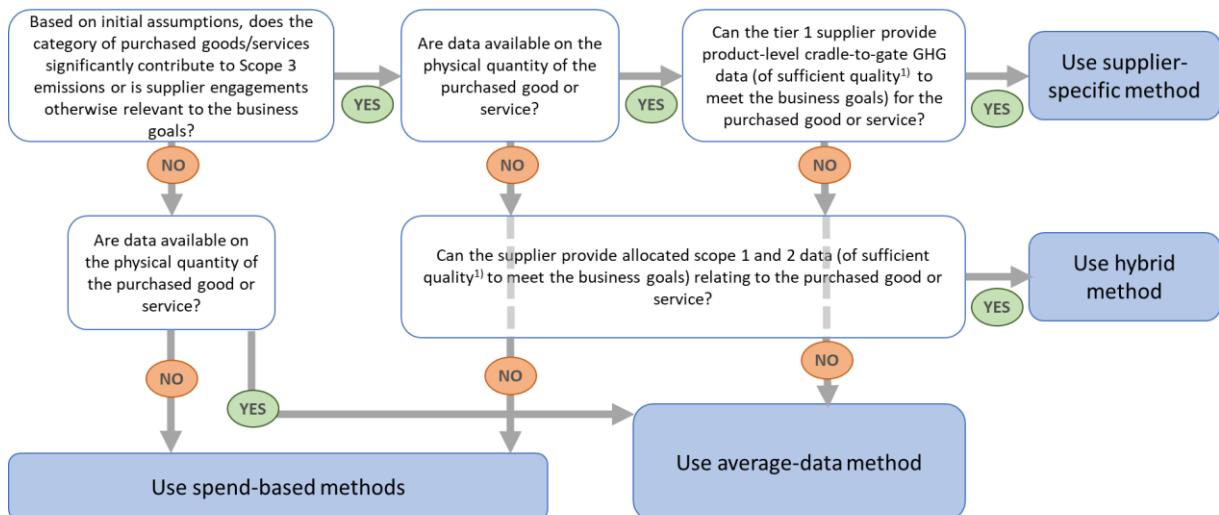 Based on initial assumptions, does the
category of purchased goods/services
significantly contribute to Scope 3
emissions or is supplier engagements
otherwise relevant to the business
goals?
YES
Are data available on the
physical quantity of the
purchased good or
service?
YES
Can the tier 1 supplier provide
product-level cradle-to-gate GHG
data (of sufficient quality¹⁾ to
meet the business goals) for the
purchased good or service?
YES
Use supplier-
specific method
NO
NO
NO
Are data available on
the physical quantity of
the purchased good or
service?
Can the supplier provide allocated scope 1 and 2 data (of sufficient
quality¹⁾ to meet the business goals) relating to the purchased good or
service?
YES
Use hybrid
method
NO
YES
NO
NO
Use spend-based methods
Use average-data method